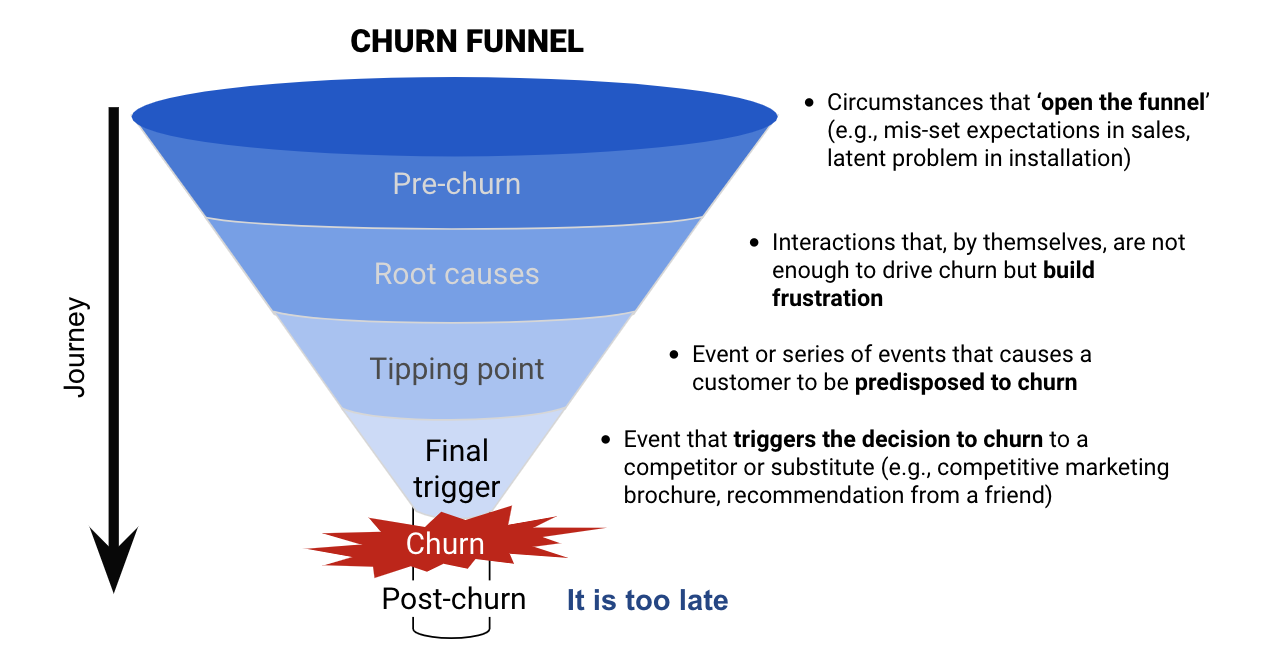 CHURN FUNNEL
• Circumstances that ‘open the funnel’
(e.g., mis-set expectations in sales,
latent problem in installation)
Pre-churn
• Interactions that, by themselves, are not
enough to drive churn but build
frustration
Root causes
Journey
• Event or series of events that causes a
customer to be predisposed to churn
Tipping point
• Event that triggers the decision to churn to a
competitor or substitute (e.g., competitive marketing
brochure, recommendation from a friend)
Final
trigger
Churn
Post-churn
It is too late